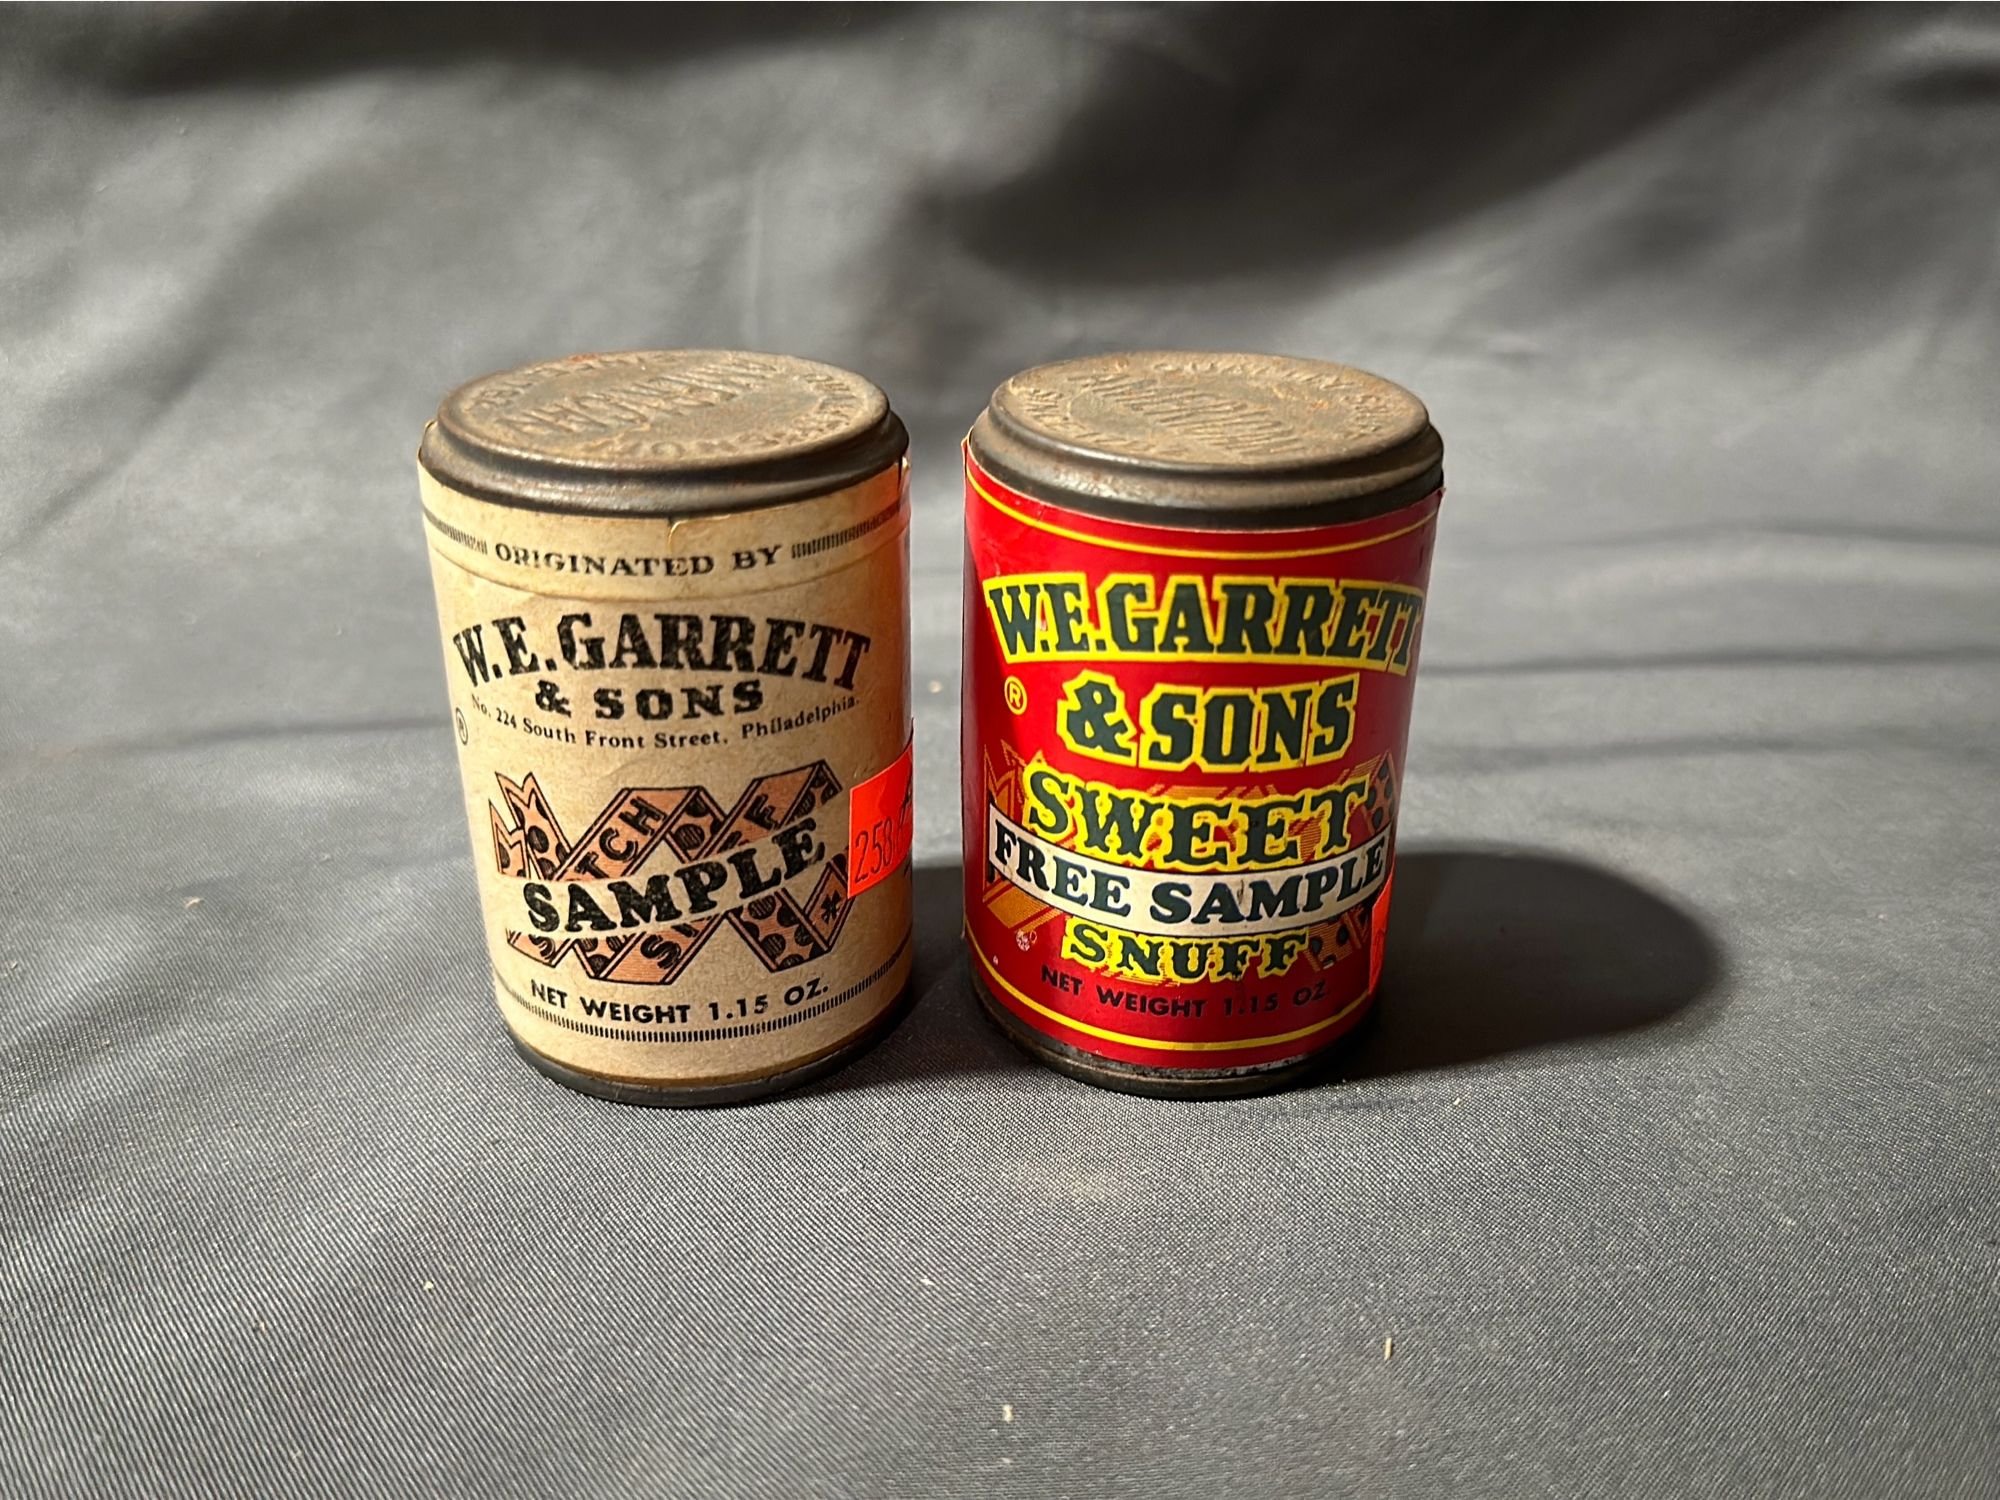 ORIGINATED BY
W.E. GARRETT
& SONS
No. 224 South Front Street. Philadelphia.
®
SAMPLE
NET WEIGHT 1.15 OZ.
258
W.E. GARRETT
& SONS
®
SWEET
FREE SAMPLE
SNUFF
NET WEIGHT 1.15 OZ